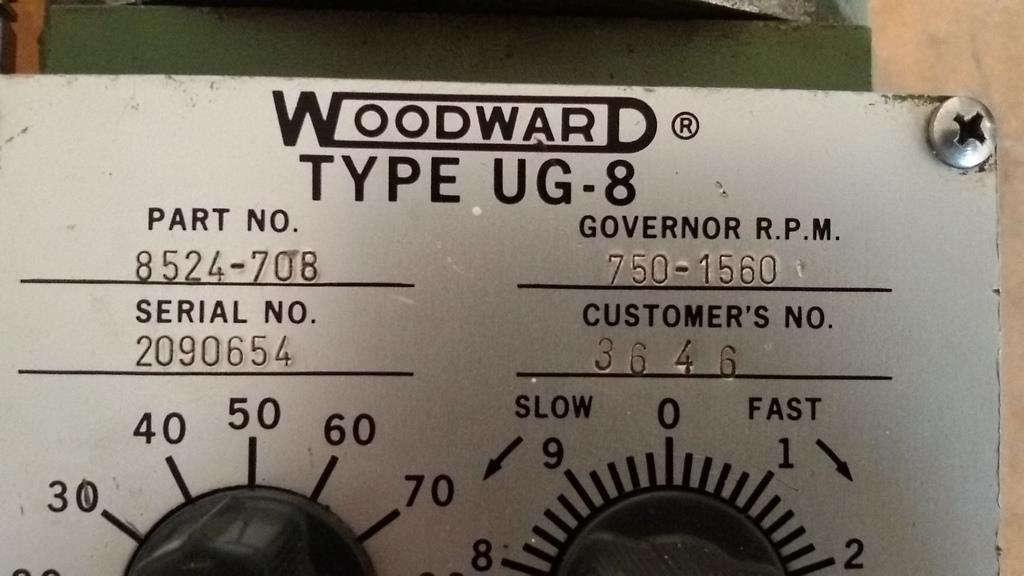 WOODWARD ®
TYPE UG-8
PART NO.
8524-708
GOVERNOR R.P.M.
750-1560
SERIAL NO.
2090654
CUSTOMER'S NO.
3646
30 40 50 60 70
SLOW 0 FAST
8 9 1 2